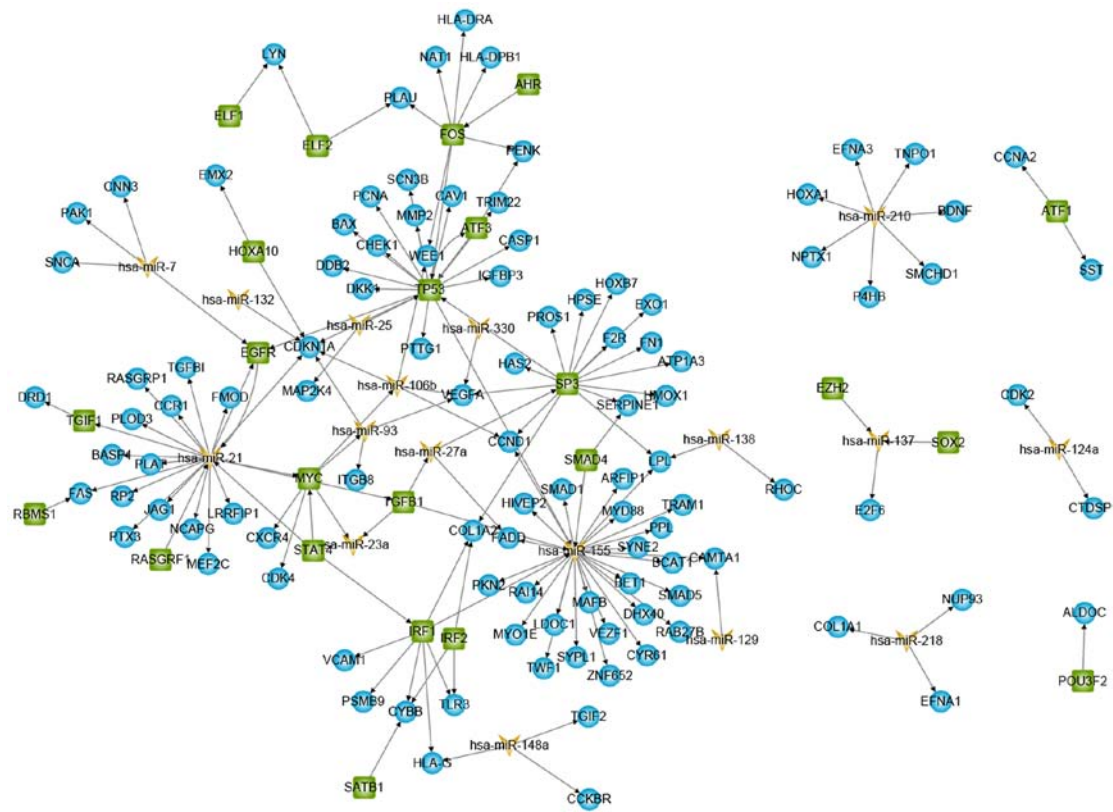 HLA-DRA
LYN
NAT1
HLA-DPB1
AHR
PLAU
ELF1
ELF2
FOS
PENK
EMX2
SCN3B
PCNA
CAV1
TRIM22
MMP2
BAX
ATF3
CHEK1
CASP1
WEE1
DDB2
IGFBP3
DKK1
TP53
CNN3
PAK1
HOXA10
SNCA
hsa-miR-7
hsa-miR-132
hsa-miR-25
hsa-miR-330
PTTG1
EGFR
CDKN1A
MAP2K4
hsa-miR-106b
VEGFA
HOXB7
HPSE
EXO1
PROS1
F2R
FN1
HAS2
ATP1A3
SP3
HMOX1
SERPINE1
EFNA3
TNPO1
HOXA1
hsa-miR-210
BDNF
NPTX1
SMCHD1
P4HB
CCNA2
ATF1
SST
TGFBI
RASGRP1
FMOD
DRD1
CCR1
TGIF1
PLOD3
BASP1
PLAT
hsa-miR-21
FAS
RP2
RBMS1
JAG1
LRRFIP1
PTX3
NCAPG
RASGRF1
MEF2C
hsa-miR-93
CCND1
hsa-miR-27a
hsa-miR-138
MYC
ITGB8
SMAD4
LPL
RHOC
TGFB1
CXCR4
STAT4
hsa-miR-23a
COL1A2
CDK4
ARFIP1
SMAD1
HIVEP2
MYD88
TRAM1
PPL
FADD
hsa-miR-155
SYNE2
BCAT1
CAMTA1
PKN2
RAI14
BET1
SMAD5
MAFB
DHX40
MYO1E
LDOC1
VEZF1
RAB27B
hsa-miR-129
TWF1
SYPL1
CYR61
ZNF652
IRF1
IRF2
VCAM1
PSMB9
CYBB
TLR3
TGIF2
hsa-miR-148a
HLA-G
SATB1
CCKBR
EZH2
hsa-miR-137
SOX2
E2F6
CDK2
hsa-miR-124a
CTDSP
NUP93
COL1A1
hsa-miR-218
EFNA1
ALDOC
POU3F2